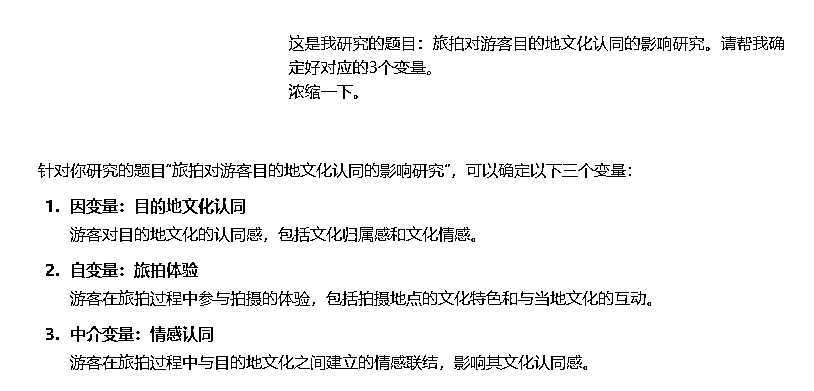 这是我研究的题目：旅拍对游客目的地文化认同的影响研究。请帮我确
定好对应的3个变量。
浓缩一下。
针对你研究的题目“旅拍对游客目的地文化认同的影响研究”，可以确定以下三个变量：
1. 因变量：目的地文化认同
游客对目的地文化的认同感，包括文化归属感和文化情感。
2. 自变量：旅拍体验
游客在旅拍过程中参与拍摄的体验，包括拍摄地点的文化特色和与当地文化的互动。
3. 中介变量：情感认同
游客在旅拍过程中与目的地文化之间建立的情感联结，影响其文化认同感。